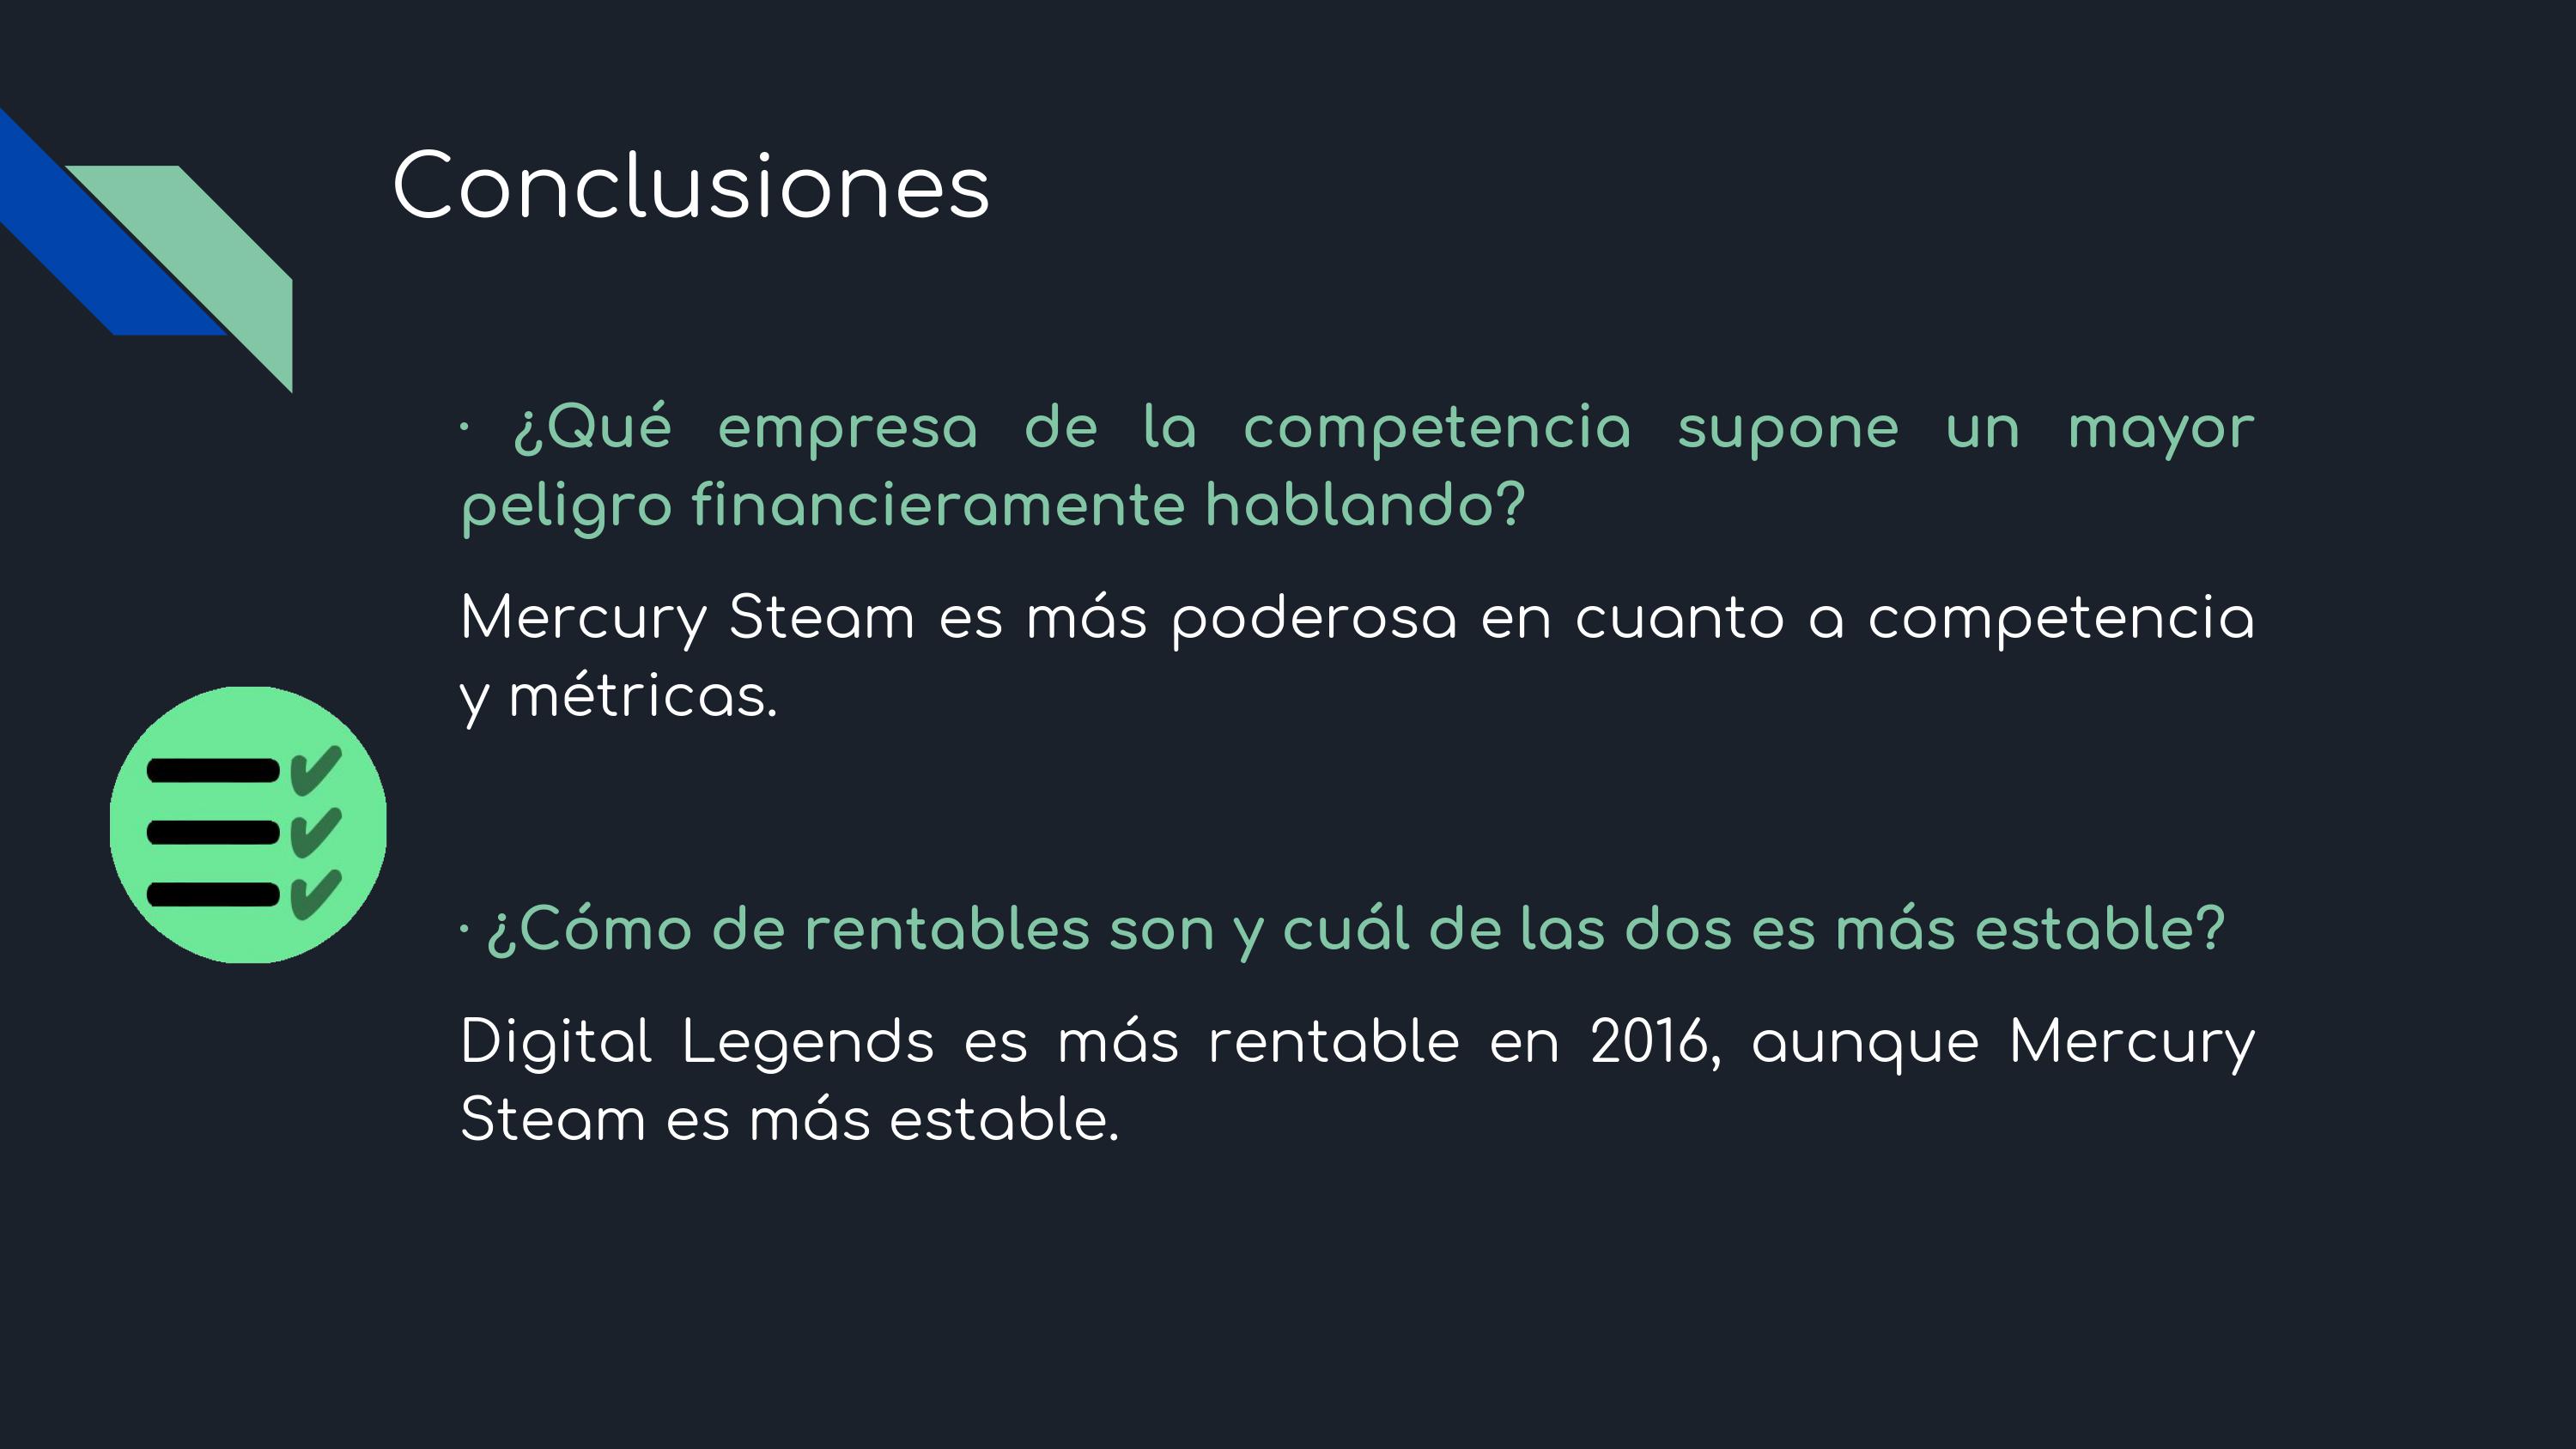 Conclusiones
· ¿Qué empresa de la competencia supone un mayor
peligro financieramente hablando?
Mercury Steam es más poderosa en cuanto a competencia
y métricas.
· ¿Cómo de rentables son y cuál de las dos es más estable?
Digital Legends es más rentable en 2016, aunque Mercury
Steam es más estable.